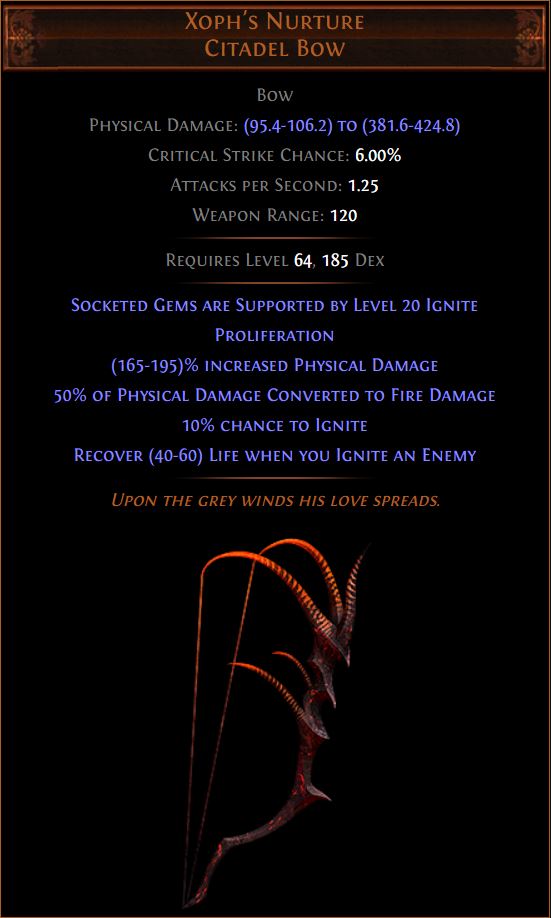 Xoph's Nurture
Citadel Bow
Bow
Physical Damage: (95.4-106.2) to (381.6-424.8)
Critical Strike Chance: 6.00%
Attacks per Second: 1.25
Weapon Range: 120
Requires Level 64, 185 Dex
Socketed Gems are Supported by Level 20 Ignite
Proliferation
(165-195)% increased Physical Damage
50% of Physical Damage Converted to Fire Damage
10% chance to Ignite
Recover (40-60) Life when you Ignite an Enemy
Upon the grey winds his love spreads.